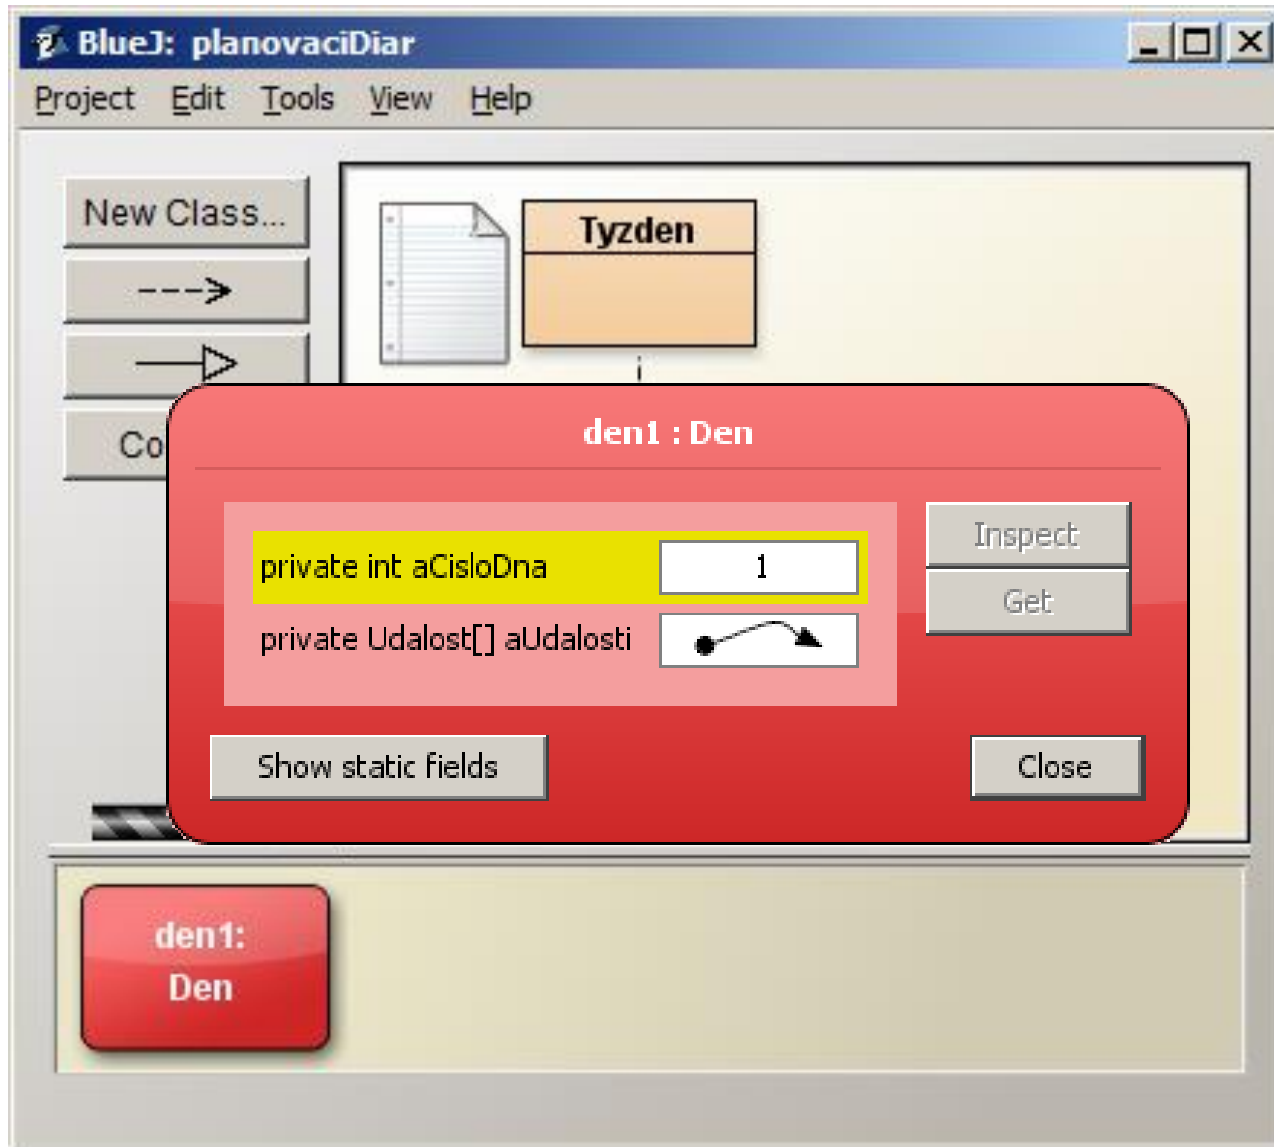 BlueJ: planovaciDiar
Project Edit Tools View Help
New Class...
Tyzden
Co
den1 : Den
private int aCisloDna 1
Inspect
private Udalost[] aUdalosti
Get
Show static fields
Close
den1:
Den